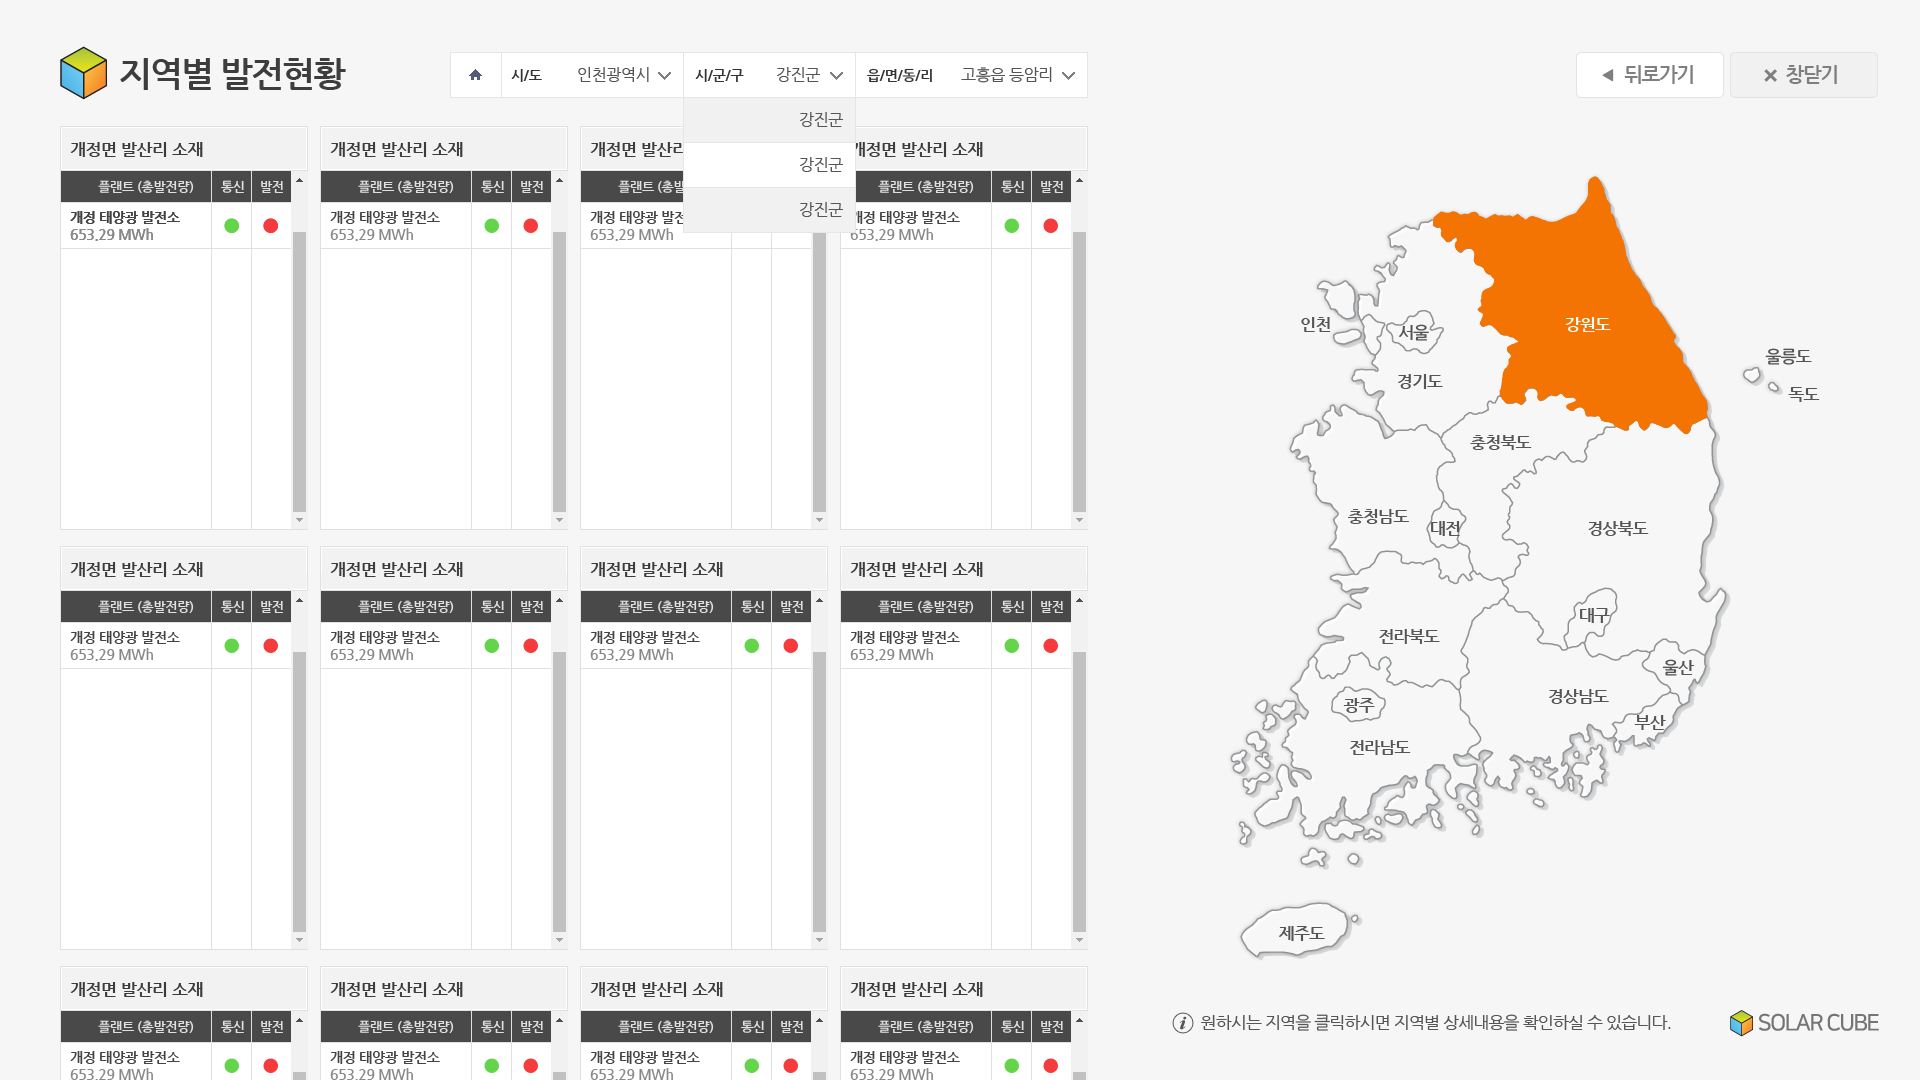 지역별 발전현황
시/도 인천광역시 시/군/구 강진군 읍/면/동/리 고흥읍 등암리
뒤로가기 창닫기
강진군
강진군
강진군
개정면 발산리 소재
플랜트 (총발전량) 통신 발전
개정 태양광 발전소
653.29 MWh
개정면 발산리 소재
플랜트 (총발전량) 통신 발전
개정 태양광 발전소
653.29 MWh
개정면 발산리
플랜트 (총발
개정 태양광 발전
653.29 MWh
개정면 발산리 소재
플랜트 (총발전량) 통신 발전
개정 태양광 발전소
653.29 MWh
개정면 발산리 소재
플랜트 (총발전량) 통신 발전
개정 태양광 발전소
653.29 MWh
개정면 발산리 소재
플랜트 (총발전량) 통신 발전
개정 태양광 발전소
653.29 MWh
개정면 발산리 소재
플랜트 (총발전량) 통신 발전
개정 태양광 발전소
653.29 MWh
개정면 발산리 소재
플랜트 (총발전량) 통신 발전
개정 태양광 발전소
653.29 MWh
개정면 발산리 소재
플랜트 (총발전량) 통신 발전
개정 태양광 발전소
653.29 MWh
개정면 발산리 소재
플랜트 (총발전량) 통신 발전
개정 태양광 발전소
653.29 MWh
개정면 발산리 소재
플랜트 (총발전량) 통신 발전
개정 태양광 발전소
653.29 MWh
개정면 발산리 소재
플랜트 (총발전량) 통신 발전
개정 태양광 발전소
653.29 MWh
강원도
인천
서울
울릉도
경기도
독도
충청북도
충청남도
대전
경상북도
대구
전라북도
울산
경상남도
광주
부산
전라남도
제주도
원하시는 지역을 클릭하시면 지역별 상세내용을 확인하실 수 있습니다.
SOLAR CUBE